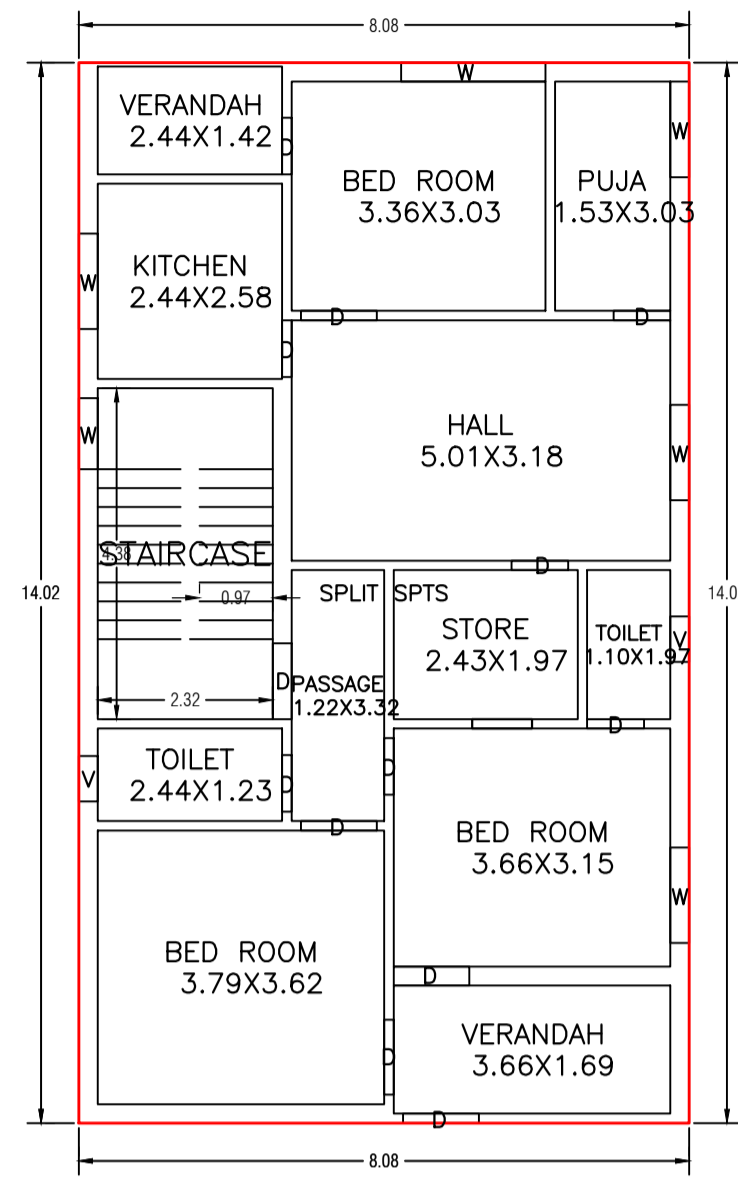 8.08
W
VERANDAH
2.44X1.42
D
W
BED ROOM
3.36X3.03
PUJA
1.53X3.03
KITCHEN
2.44X2.58
W
D
D
D
W
HALL
5.01X3.18
W
STAIRCASE
4.38
D
14.02
0.97
SPLIT SPTS
14.0
STORE
2.43X1.97
TOILET
1.10X1.97
V
D
PASSAGE
1.22X3.32
2.32
D
TOILET
2.44X1.23
V
D
D
D
BED ROOM
3.66X3.15
W
BED ROOM
3.79X3.62
D
VERANDAH
3.66X1.69
D
D
8.08